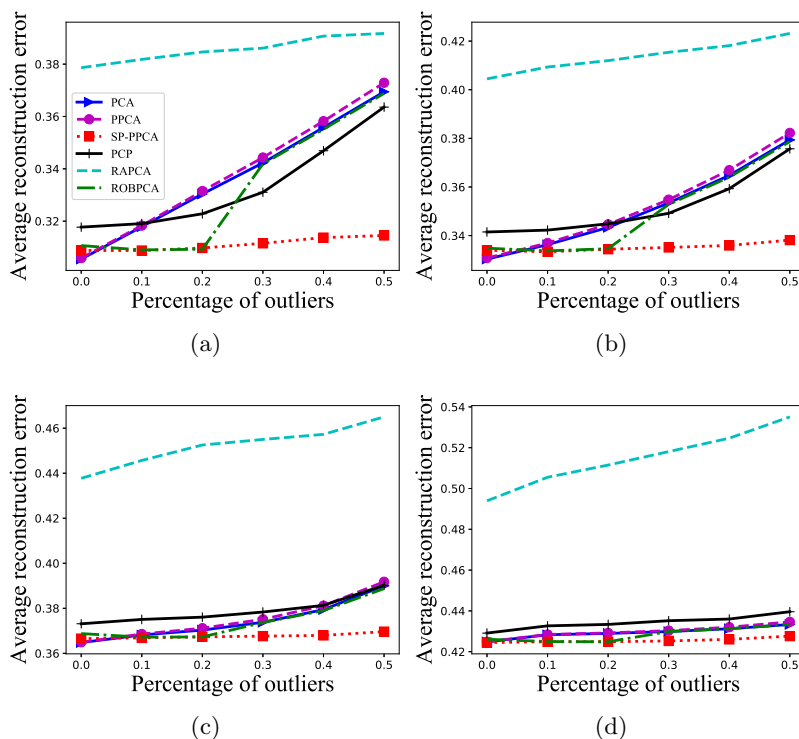 Average reconstruction error
0.38
0.36
0.34
0.32
PCA
PPCA
SP-PPCA
PCP
RAPCA
ROBPCA
0.0 0.1 0.2 0.3 0.4 0.5
Percentage of outliers
(a)
Average reconstruction error
0.42
0.40
0.38
0.36
0.34
0.0 0.1 0.2 0.3 0.4 0.5
Percentage of outliers
(b)
Average reconstruction error
0.46
0.44
0.42
0.40
0.38
0.36
0.0 0.1 0.2 0.3 0.4 0.5
Percentage of outliers
(c)
Average reconstruction error
0.54
0.52
0.50
0.48
0.46
0.44
0.42
0.0 0.1 0.2 0.3 0.4 0.5
Percentage of outliers
(d)